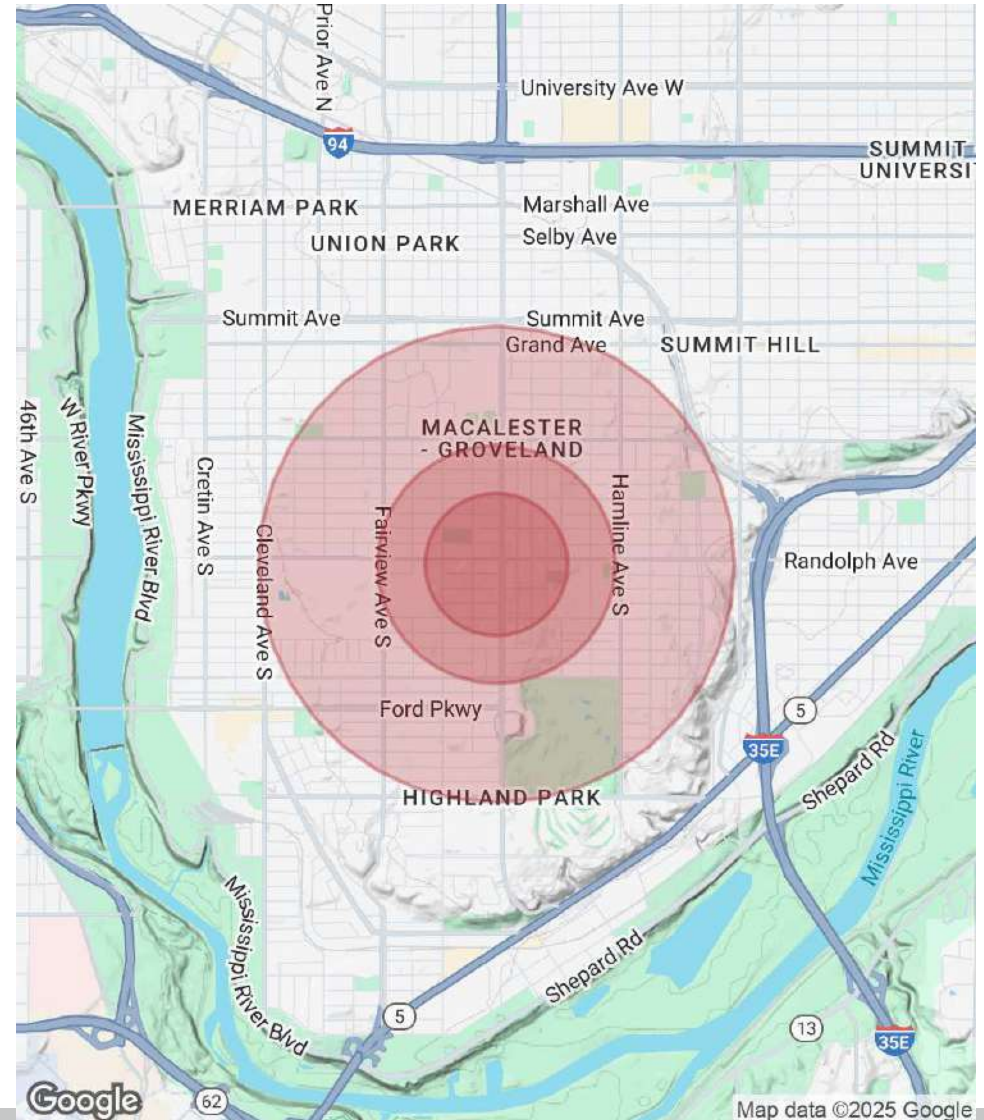 Prior Ave N
University Ave W
94
SUMMIT
UNIVERSI
MERRIAM PARK
Marshall Ave
UNION PARK
Selby Ave
Summit Ave
Summit Ave
Grand Ave
SUMMIT HILL
46th Ave S
W River Pkwy
Mississippi River Blvd
MACALESTER
- GROVELAND
Cretin Ave S
Cleveland Ave S
Fairview Ave S
Hamline Ave S
Randolph Ave
Ford Pkwy
5
35E
Shepard Rd
Mississippi River
HIGHLAND PARK
Mississippi River Blvd
Shepard Rd
5
13
35E
62
Google
Map data ©2025 Google